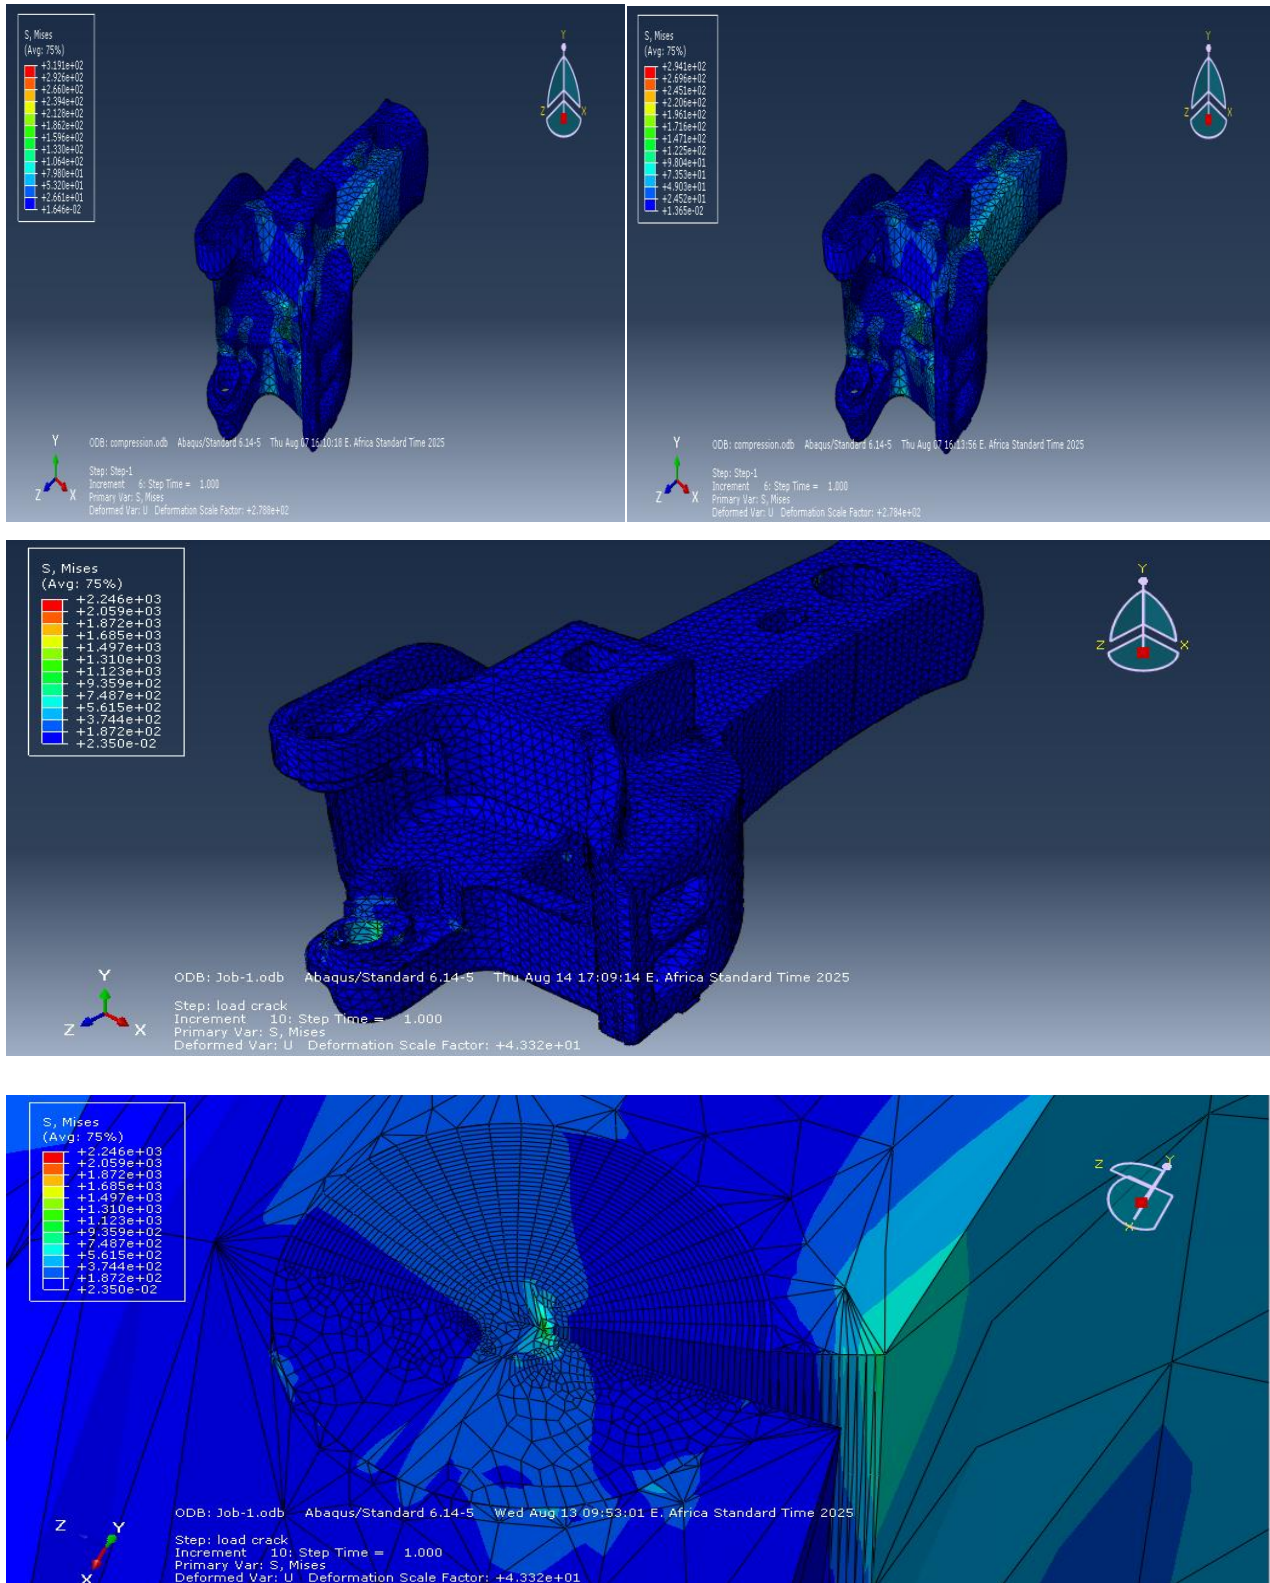 S, Mises
(Avg: 75%)
+3.191e+02
+2.926e+02
+2.660e+02
+2.394e+02
+2.128e+02
+1.862e+02
+1.596e+02
+1.330e+02
+1.064e+02
+7.980e+01
+5.320e+01
+2.661e+01
+1.646e-02
Y
Z X
ODB: compression.odb Abaqus/Standard 6.14-5 Thu Aug 07 16:10:18 E. Africa Standard Time 2025
Y
Z X
Step: Step-1
Increment 6: Step Time = 1.000
Primary Var: S, Mises
Deformed Var: U Deformation Scale Factor: +2.788e+02
S, Mises
(Avg: 75%)
+2.941e+02
+2.696e+02
+2.451e+02
+2.206e+02
+1.961e+02
+1.716e+02
+1.471e+02
+1.225e+02
+9.804e+01
+7.353e+01
+4.903e+01
+2.452e+01
+1.365e-02
Y
Z X
ODB: compression.odb Abaqus/Standard 6.14-5 Thu Aug 07 16:13:56 E. Africa Standard Time 2025
Y
Z X
Step: Step-1
Increment 6: Step Time = 1.000
Primary Var: S, Mises
Deformed Var: U Deformation Scale Factor: +2.784e+02
S, Mises
(Avg: 75%)
+2.246e+03
+2.059e+03
+1.872e+03
+1.685e+03
+1.497e+03
+1.310e+03
+1.123e+03
+9.359e+02
+7.487e+02
+5.615e+02
+3.744e+02
+1.872e+02
+2.350e-02
Y
Z X
ODB: Job-1.odb Abaqus/Standard 6.14-5 Thu Aug 14 17:09:14 E. Africa Standard Time 2025
Y
Z X
Step: load crack
Increment 10: Step Time = 1.000
Primary Var: S, Mises
Deformed Var: U Deformation Scale Factor: +4.332e+01
S, Mises
(Avg: 75%)
+2.246e+03
+2.059e+03
+1.872e+03
+1.685e+03
+1.497e+03
+1.310e+03
+1.123e+03
+9.359e+02
+7.487e+02
+5.615e+02
+3.744e+02
+1.872e+02
+2.350e-02
Z Y
X
ODB: Job-1.odb Abaqus/Standard 6.14-5 Wed Aug 13 09:53:01 E. Africa Standard Time 2025
Z Y
X
Step: load crack
Increment 10: Step Time = 1.000
Primary Var: S, Mises
Deformed Var: U Deformation Scale Factor: +4.332e+01